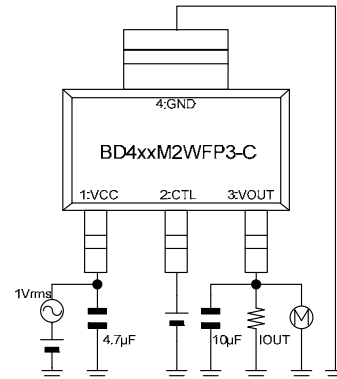 4:GND
BD4xxM2WFP3-C
1:VCC 2:CTL 3:VOUT
1Vrms
M
4.7µF 10µF IOUT